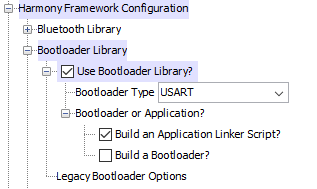 Harmony Framework Configuration
Bluetooth Library
Bootloader Library
Use Bootloader Library?
Bootloader Type USART
Bootloader or Application?
Build an Application Linker Script?
Build a Bootloader?
Legacy Bootloader Options